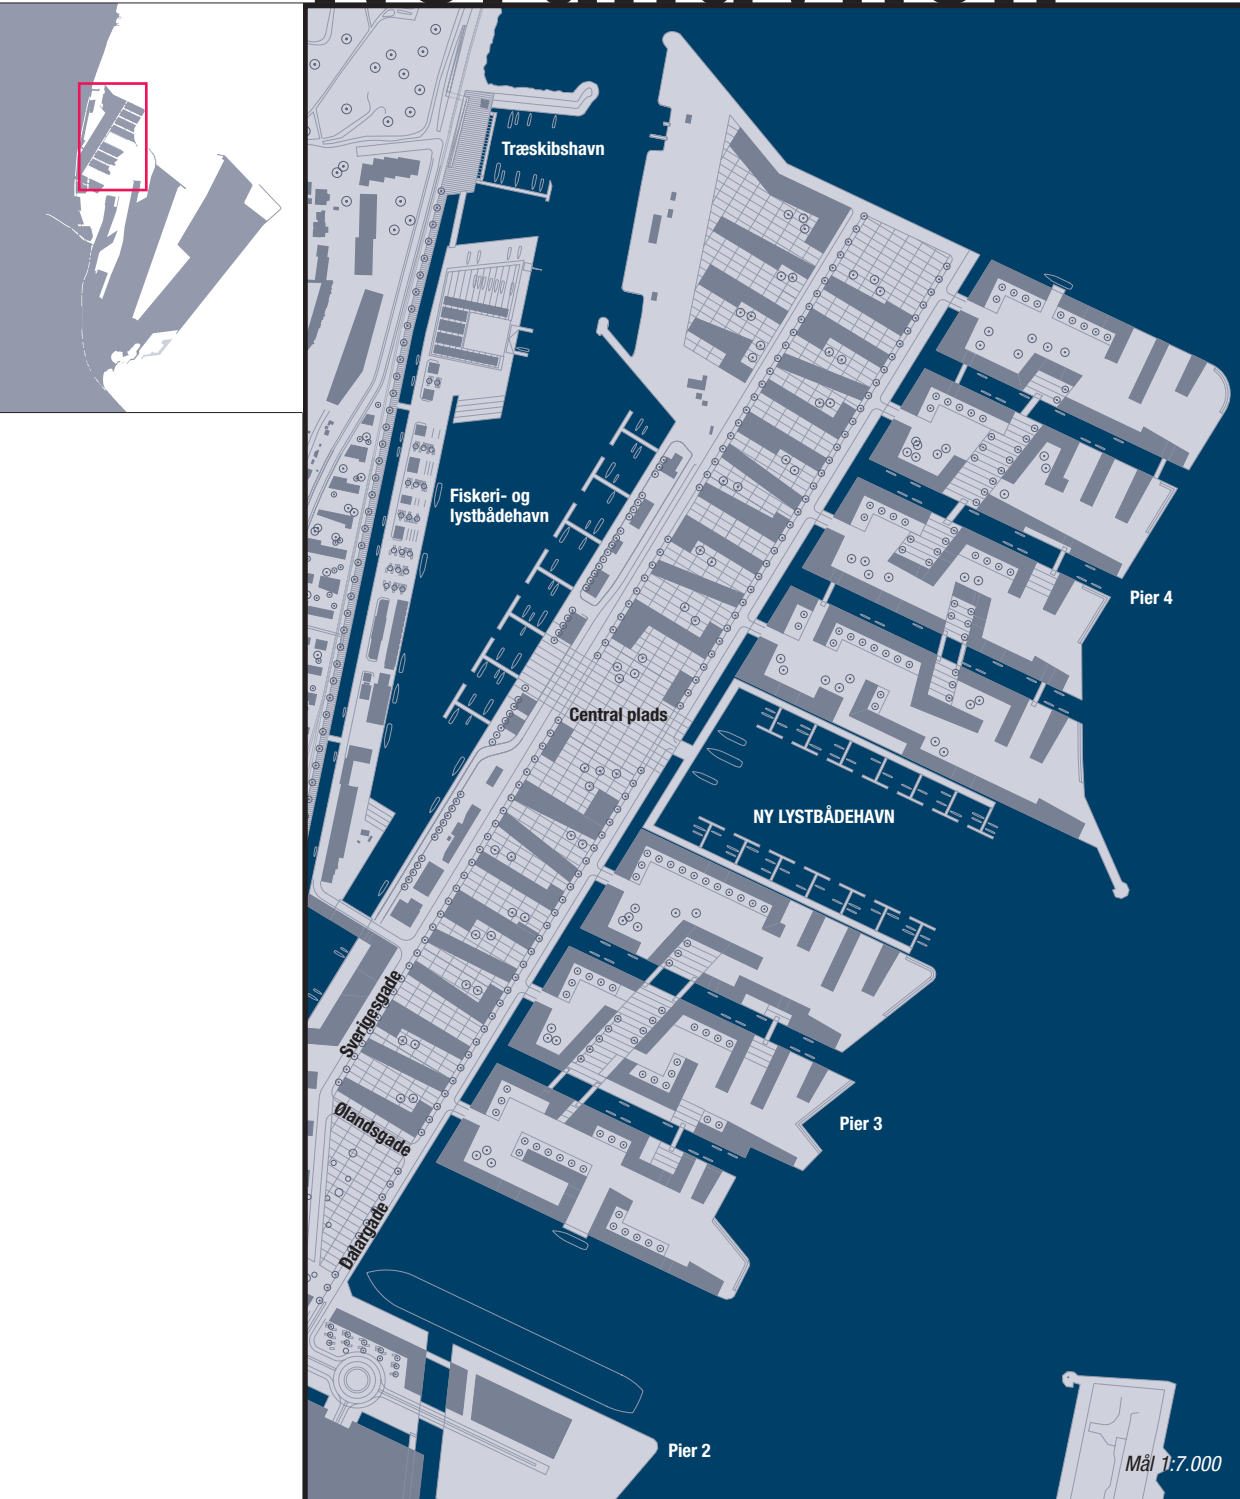 Træskibshavn
Fiskeri- og
lystbådehavn
Pier 4
Central plads
NY LYSTBÅDEHAVN
Sverigesgade
Pier 3
Ølandsgade
Datargade
Pier 2
Mål 1:7.000